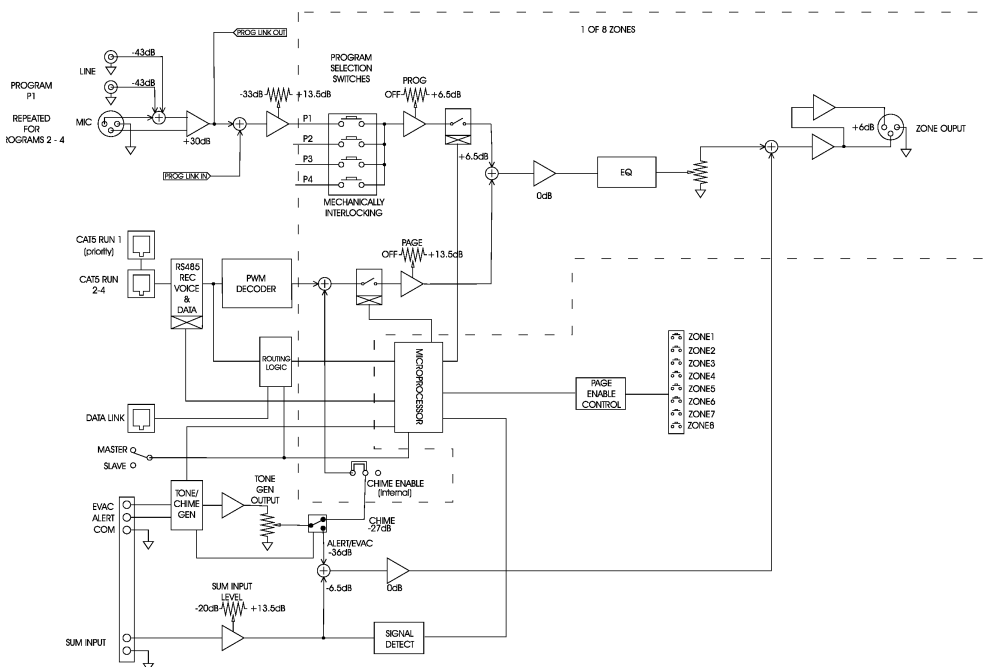 PROG LINK OUT
1 OF 8 ZONES
-43dB
LINE
-43dB
PROGRAM
P1
REPEATED
FOR
PROGRAMS 2 - 4
MIC
+30dB
PROG LINK IN
-33dB
+13.5dB
PROGRAM
SELECTION
SWITCHES
P1
P2
P3
P4
MECHANICALLY
INTERLOCKING
PROG
OFF
+6.5dB
+6.5dB
0dB
EQ
+6dB
ZONE OUPUT
CAT5 RUN 1
(priority)
CAT5 RUN
2-4
RS485
REC
VOICE
&
DATA
PWM
DECODER
PAGE
OFF
+13.5dB
ROUTING
LOGIC
MICROPROCESSOR
PAGE
ENABLE
CONTROL
ZONE1
ZONE2
ZONE3
ZONE4
ZONE5
ZONE6
ZONE7
ZONE8
DATA LINK
MASTER
SLAVE
CHIME ENABLE
(internal)
EVAC
ALERT
COM
TONE/
CHIME
GEN
TONE
GEN
OUTPUT
CHIME
-27dB
ALERT/EVAC
-36dB
-6.5dB
0dB
SUM INPUT
LEVEL
-20dB
+13.5dB
SUM INPUT
SIGNAL
DETECT